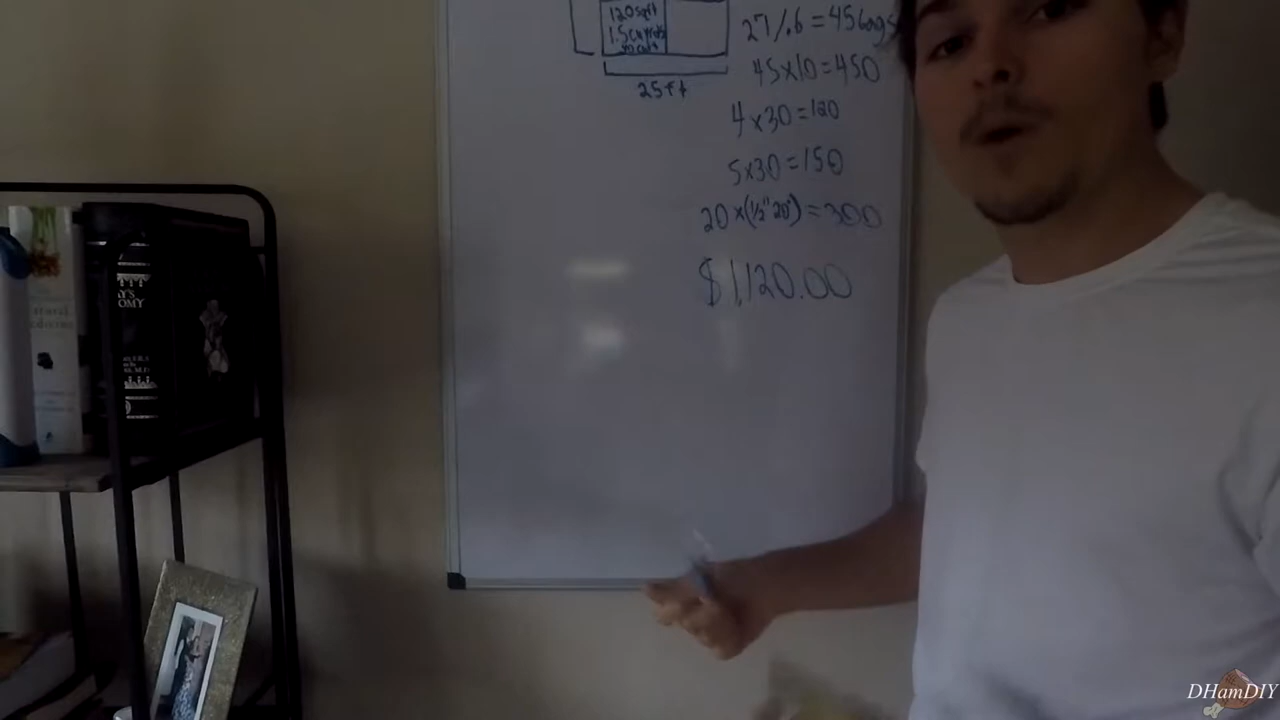 120sqft
1.5cuyrds
40cuft
25ft
27/.6=45bags
45x10=450
4x30=120
5x30=150
20x(1/2"20')=300
$1,120.00
DHamDIY